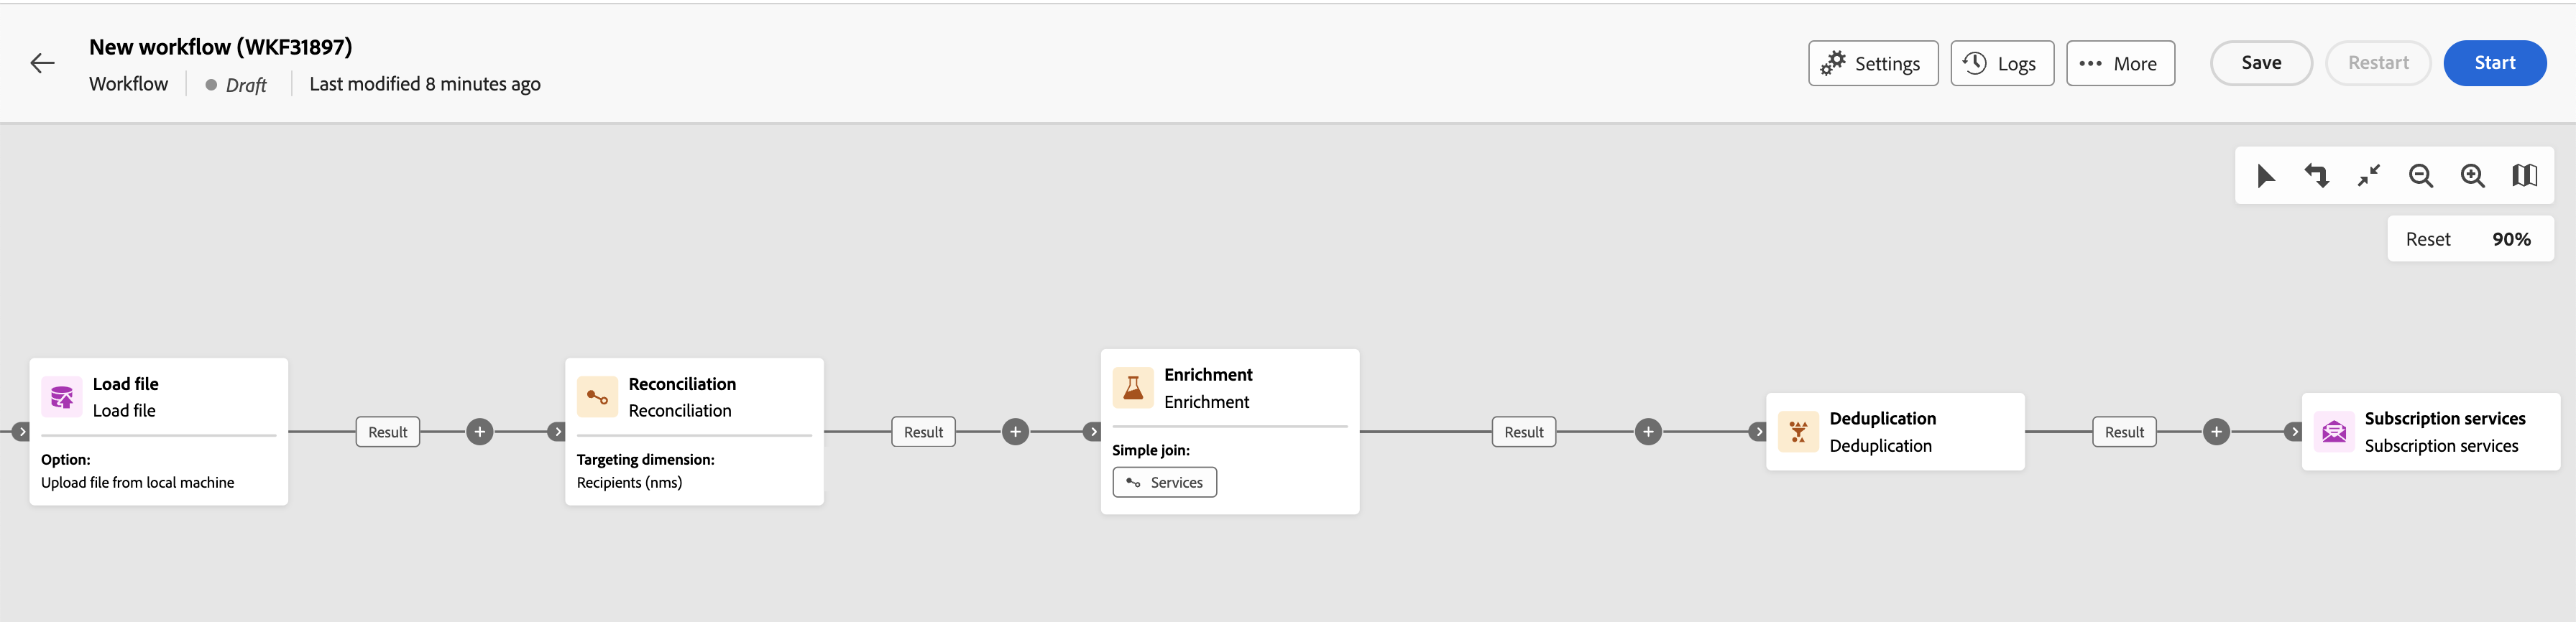 New workflow (WKF31897)
Workflow
Draft
Last modified 8 minutes ago
Settings
Logs
More
Save
Restart
Start
Reset
90%
Load file
Load file
Option:
Upload file from local machine
Result
Reconciliation
Reconciliation
Targeting dimension:
Recipients (nms)
Result
Enrichment
Enrichment
Simple join:
Services
Result
Deduplication
Deduplication
Result
Subscription services
Subscription services